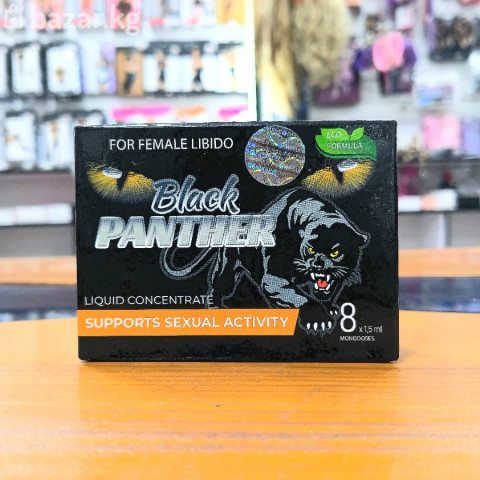 bazar.kg
FOR FEMALE LIBIDO
ECO
FORMULA
Black
PANTHER
LIQUID CONCENTRATE
SUPPORTS SEXUAL ACTIVITY
8 x 1,5 ml
MONODOSES